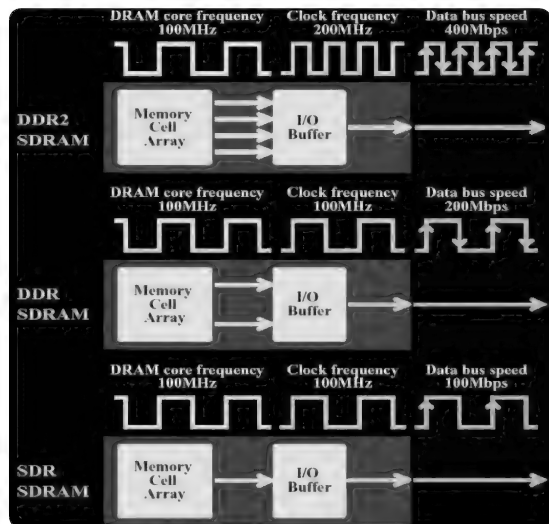 DRAM core frequency Clock frequency Data bus speed
100MHz 200MHz 400Mbps
DDR2
SDRAM
Memory
Cell
Array
I/O
Buffer
DRAM core frequency Clock frequency Data bus speed
100MHz 100MHz 200Mbps
DDR
SDRAM
Memory
Cell
Array
I/O
Buffer
DRAM core frequency Clock frequency Data bus speed
100MHz 100MHz 100Mbps
SDR
SDRAM
Memory
Cell
Array
I/O
Buffer